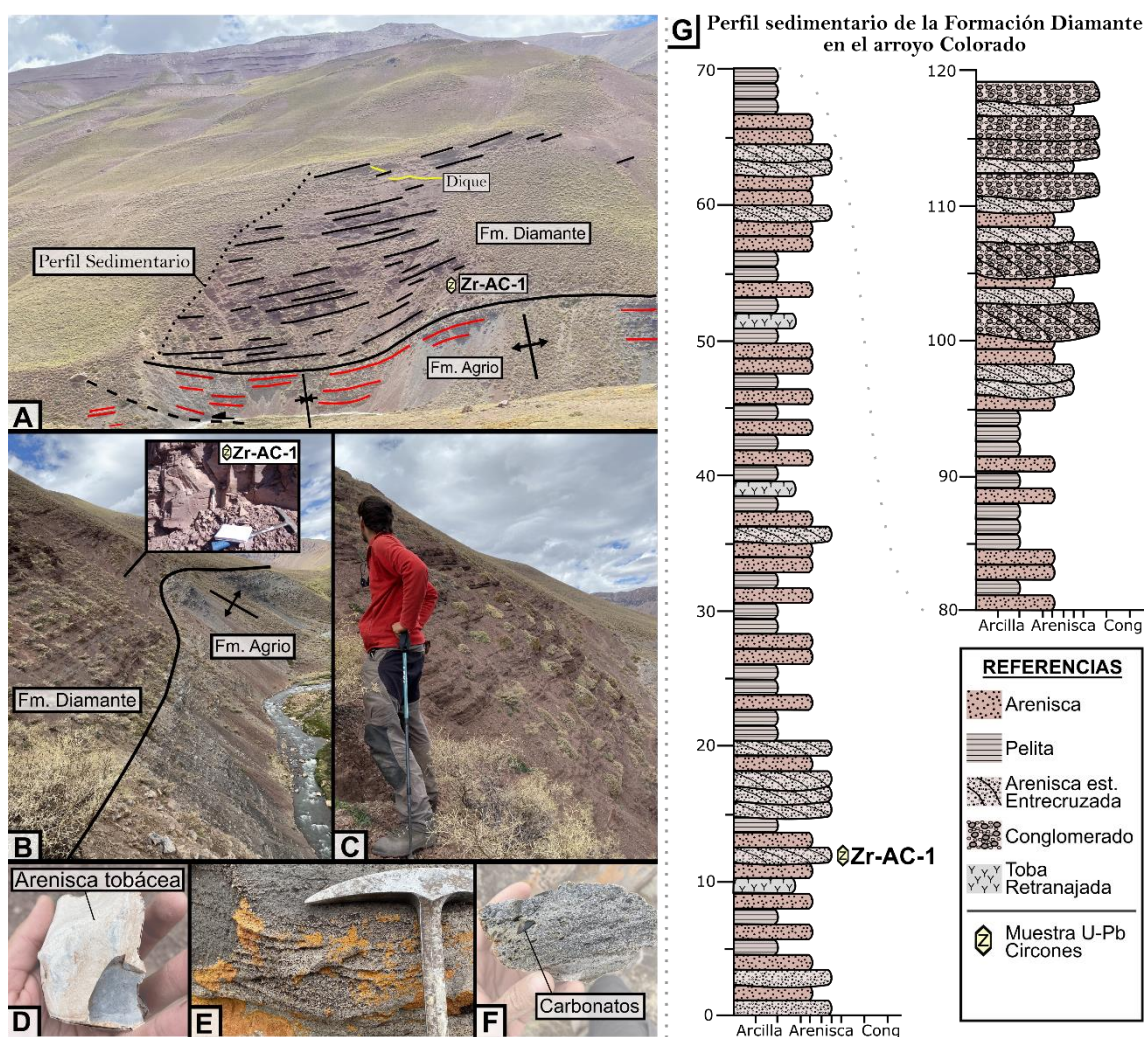 Dique
Fm. Diamante
Perfil Sedimentario
Zr-AC-1
Fm. Agrio
A
Zr-AC-1
Fm. Agrio
Fm. Diamante
B
C
Arenisca tobácea
D
E
Carbonatos
F
G
Perfil sedimentario de la Formación Diamante
en el arroyo Colorado
70
60
50
40
30
20
10
0
Arcilla Arenisca Cong
Zr-AC-1
120
110
100
90
80
Arcilla Arenisca Cong
REFERENCIAS
Arenisca
Pelita
Arenisca est.
Entrecruzada
Conglomerado
Toba
Retranajada
Z
Muestra U-Pb
Circones